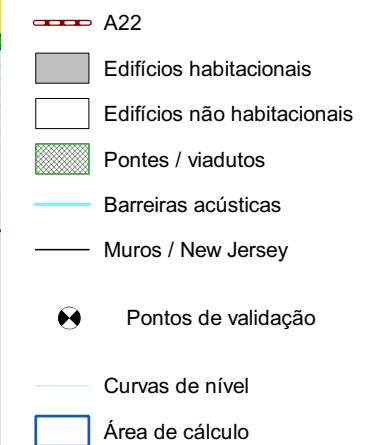 A22
Edifícios habitacionais
Edifícios não habitacionais
Pontes / viadutos
Barreiras acústicas
Muros / New Jersey
Pontos de validação
Curvas de nível
Área de cálculo